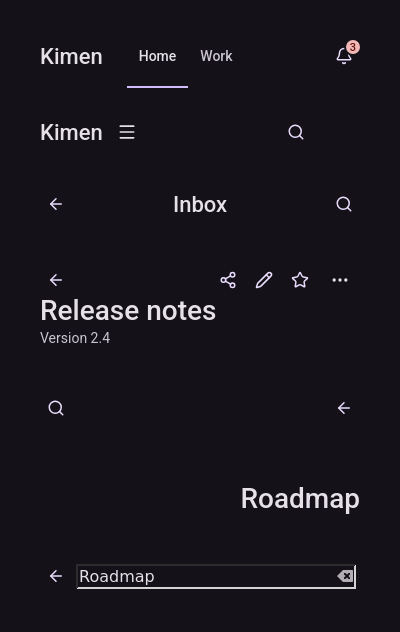 Kimen Home Work 3
Kimen
Inbox
Release notes
Version 2.4
Roadmap
Roadmap